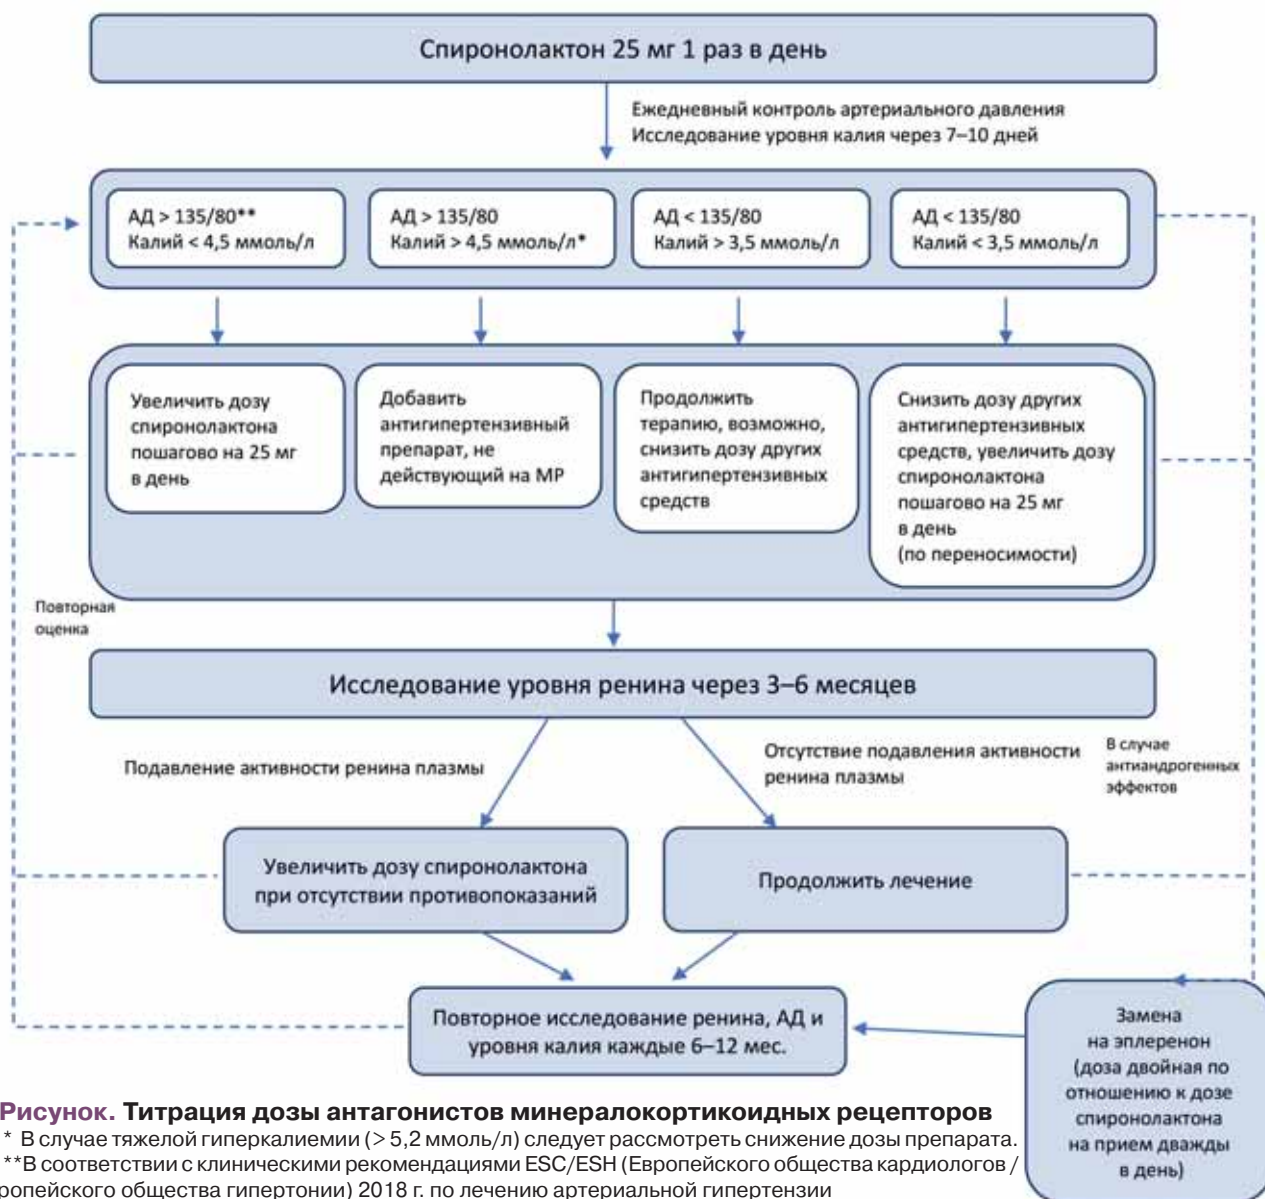 Спиронолактон 25 мг 1 раз в день
Ежедневный контроль артериального давления
Исследование уровня калия через 7–10 дней
АД > 135/80**
Калий < 4,5 ммоль/л
АД > 135/80
Калий > 4,5 ммоль/л*
АД < 135/80
Калий > 3,5 ммоль/л
АД < 135/80
Калий < 3,5 ммоль/л
Увеличить дозу
спиронолактона
пошагово на 25 мг
в день
Добавить
антигипертензивный
препарат, не
действующий на МР
Продолжить
терапию, возможно,
снизить дозу других
антигипертензивных
средств
Снизить дозу других
антигипертензивных
средств, увеличить дозу
спиронолактона
пошагово на 25 мг
в день
(по переносимости)
Повторная
оценка
Исследование уровня ренина через 3–6 месяцев
Подавление активности ренина плазмы
Отсутствие подавления активности
ренина плазмы
В случае
антиандрогенных
эффектов
Увеличить дозу спиронолактона
при отсутствии противопоказаний
Продолжить лечение
Повторное исследование ренина, АД и
уровня калия каждые 6–12 мес.
Замена
на эплеренон
(доза двойная по
отношению к дозе
спиронолактона
на прием дважды
в день)
Рисунок. Титрация дозы антагонистов минералокортикоидных рецепторов
* В случае тяжелой гиперкалиемии (> 5,2 ммоль/л) следует рассмотреть снижение дозы препарата.
**В соответствии с клиническими рекомендациями ESC/ESH (Европейского общества кардиологов /
ропейского общества гипертонии) 2018 г. по лечению артериальной гипертензии